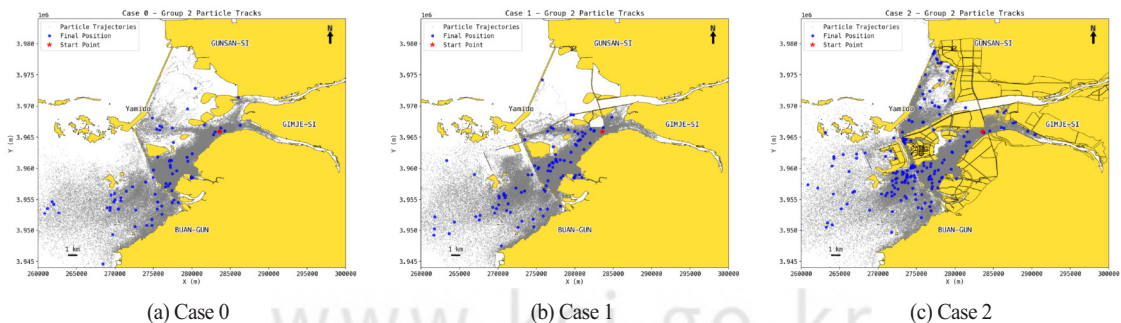 Case 0 - Group 2 Particle Tracks
1e6
Particle Trajectories
Final Position
Start Point
N
GUNSAN-SI
Yamido
GIMJE-SI
BUAN-GUN
1 km
3.980
3.975
3.970
3.965
3.960
3.955
3.950
3.945
Y (m)
260000 265000 270000 275000 280000 285000 290000 295000 300000
X (m)
(a) Case 0
Case 1 - Group 2 Particle Tracks
1e6
Particle Trajectories
Final Position
Start Point
N
GUNSAN-SI
Yamido
GIMJE-SI
BUAN-GUN
1 km
3.980
3.975
3.970
3.965
3.960
3.955
3.950
3.945
Y (m)
260000 265000 270000 275000 280000 285000 290000 295000 300000
X (m)
(b) Case 1
Case 2 - Group 2 Particle Tracks
1e6
Particle Trajectories
Final Position
Start Point
N
GUNSAN-SI
Yamido
GIMJE-SI
BUAN-GUN
1 km
3.980
3.975
3.970
3.965
3.960
3.955
3.950
3.945
Y (m)
260000 265000 270000 275000 280000 285000 290000 295000 300000
X (m)
(c) Case 2